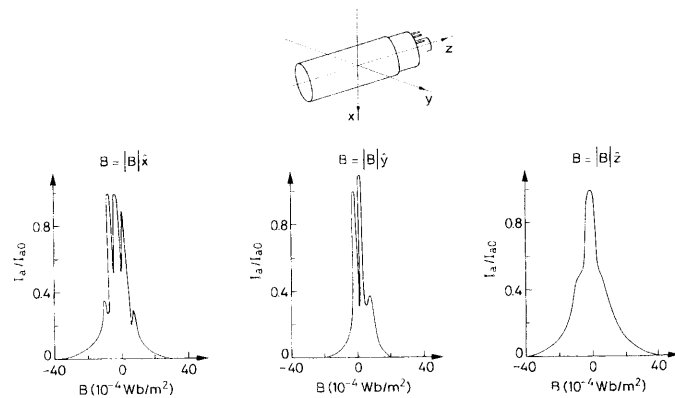 z
y
x
B = |B| x̂
B = |B| ŷ
B = |B| ẑ
Ia/Ia0
0.8
0.4
0
-40
0
40
B (10⁻⁴ Wb/m²)
Ia/Ia0
0.8
0.4
0
-40
0
40
B (10⁻⁴ Wb/m²)
Ia/Ia0
0.8
0.4
0
-40
0
40
B (10⁻⁴ Wb/m²)